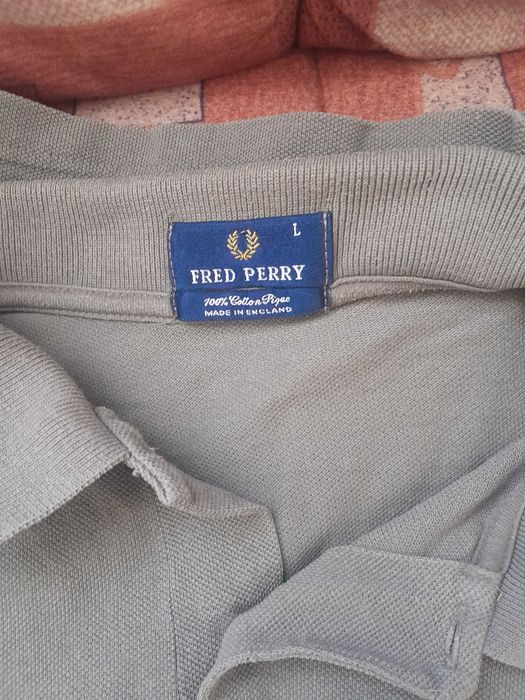 L
FRED PERRY
100% Cotton Pique
MADE IN ENGLAND